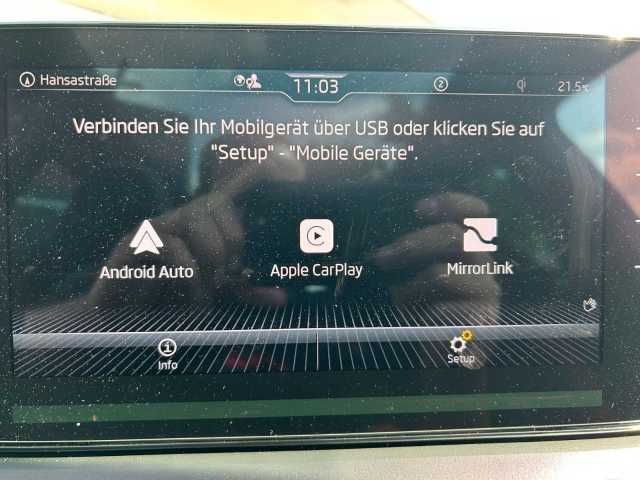 Hansastraße
11:03
2
21.5°C
Verbinden Sie Ihr Mobilgerät über USB oder klicken Sie auf
"Setup" - "Mobile Geräte".
Android Auto
Apple CarPlay
MirrorLink
Info
Setup